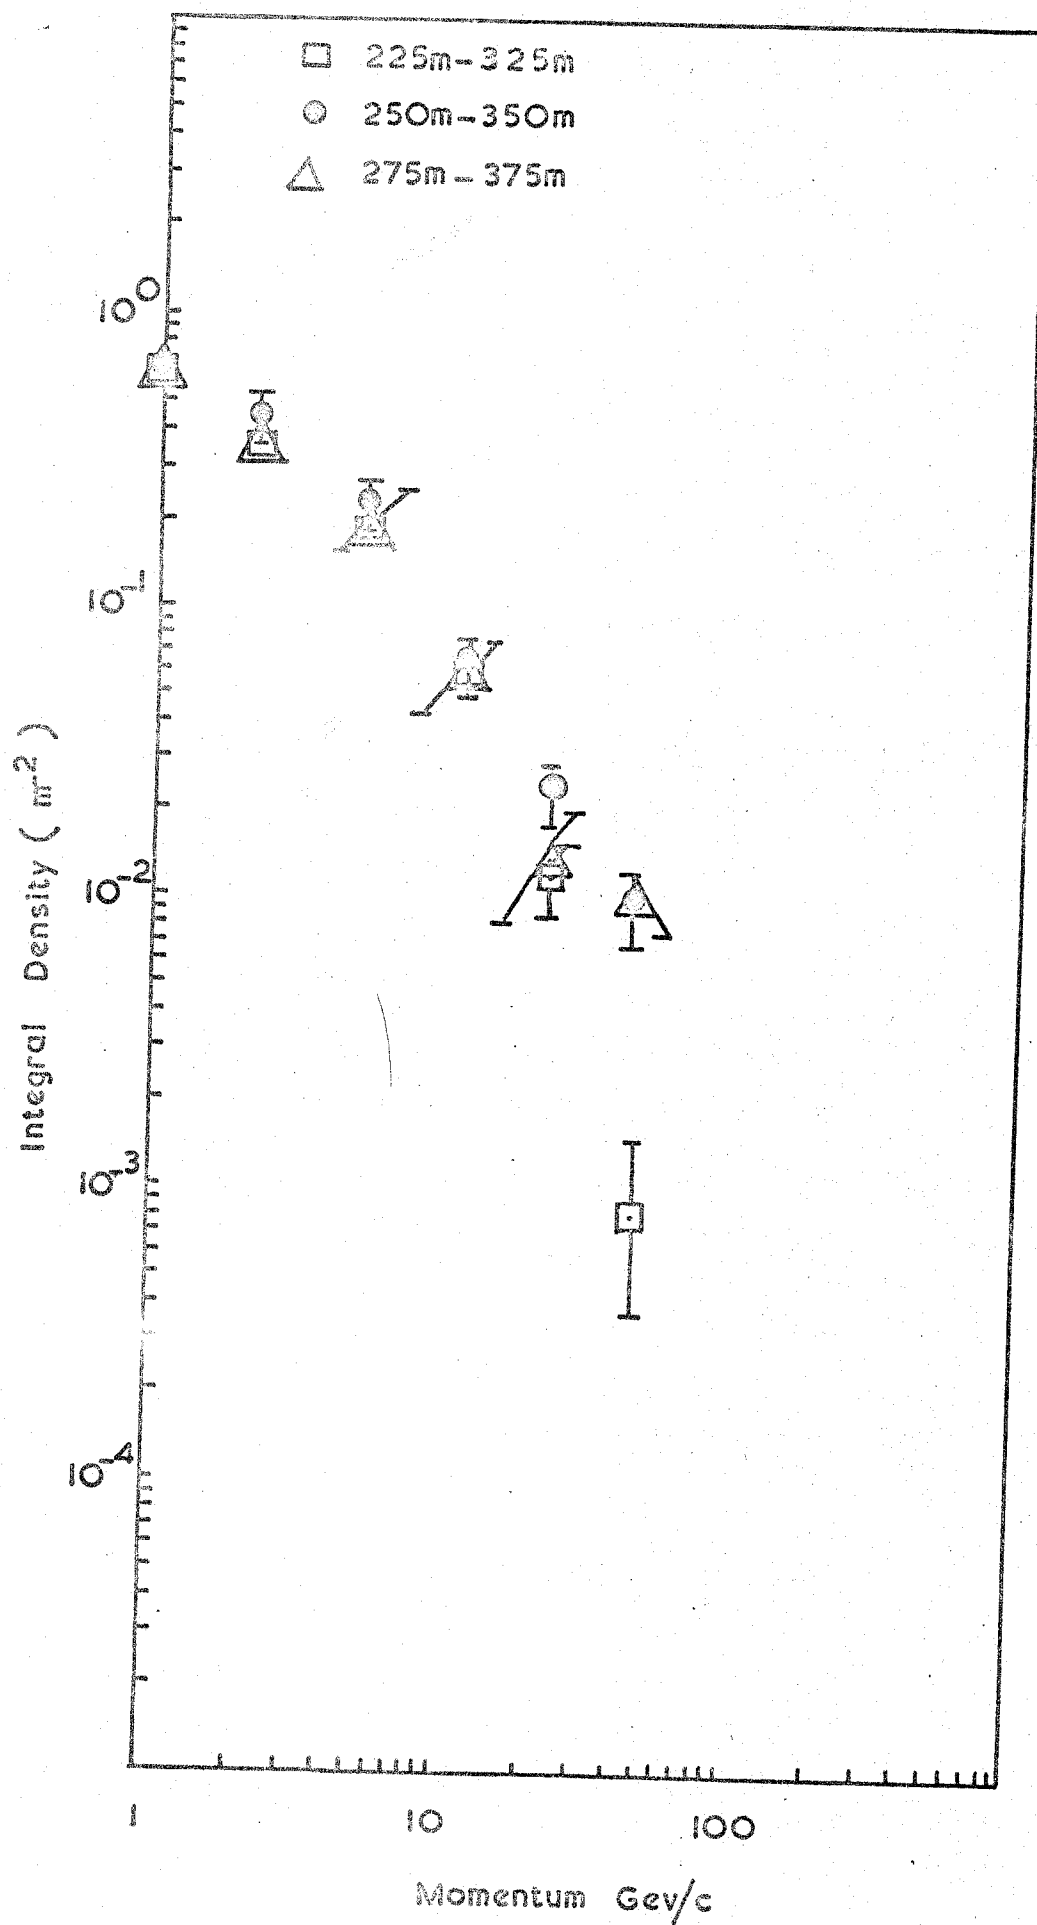 225m-325m
250m-350m
275m-375m
10⁰
10⁻¹
10⁻²
10⁻³
10⁻⁴
Integral Density ( m⁻² )
1 10 100
Momentum Gev/c